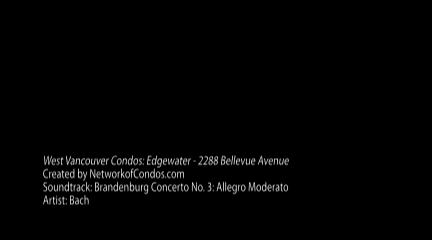 West Vancouver Condos: Edgewater - 2288 Bellevue Avenue
Created by NetworkofCondos.com
Soundtrack: Brandenburg Concerto No. 3: Allegro Moderato
Artist: Bach